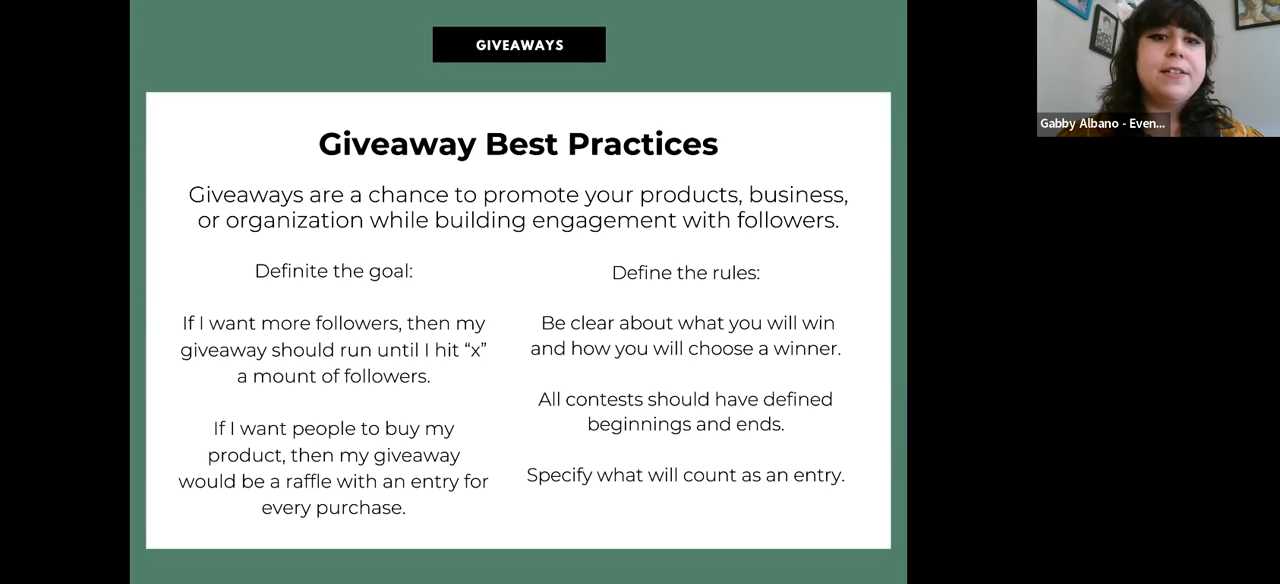 GIVEAWAYS
Giveaway Best Practices
Giveaways are a chance to promote your products, business,
or organization while building engagement with followers.
Definite the goal:
If I want more followers, then my
giveaway should run until I hit “x”
a mount of followers.
If I want people to buy my
product, then my giveaway
would be a raffle with an entry for
every purchase.
Define the rules:
Be clear about what you will win
and how you will choose a winner.
All contests should have defined
beginnings and ends.
Specify what will count as an entry.
Gabby Albano - Even...